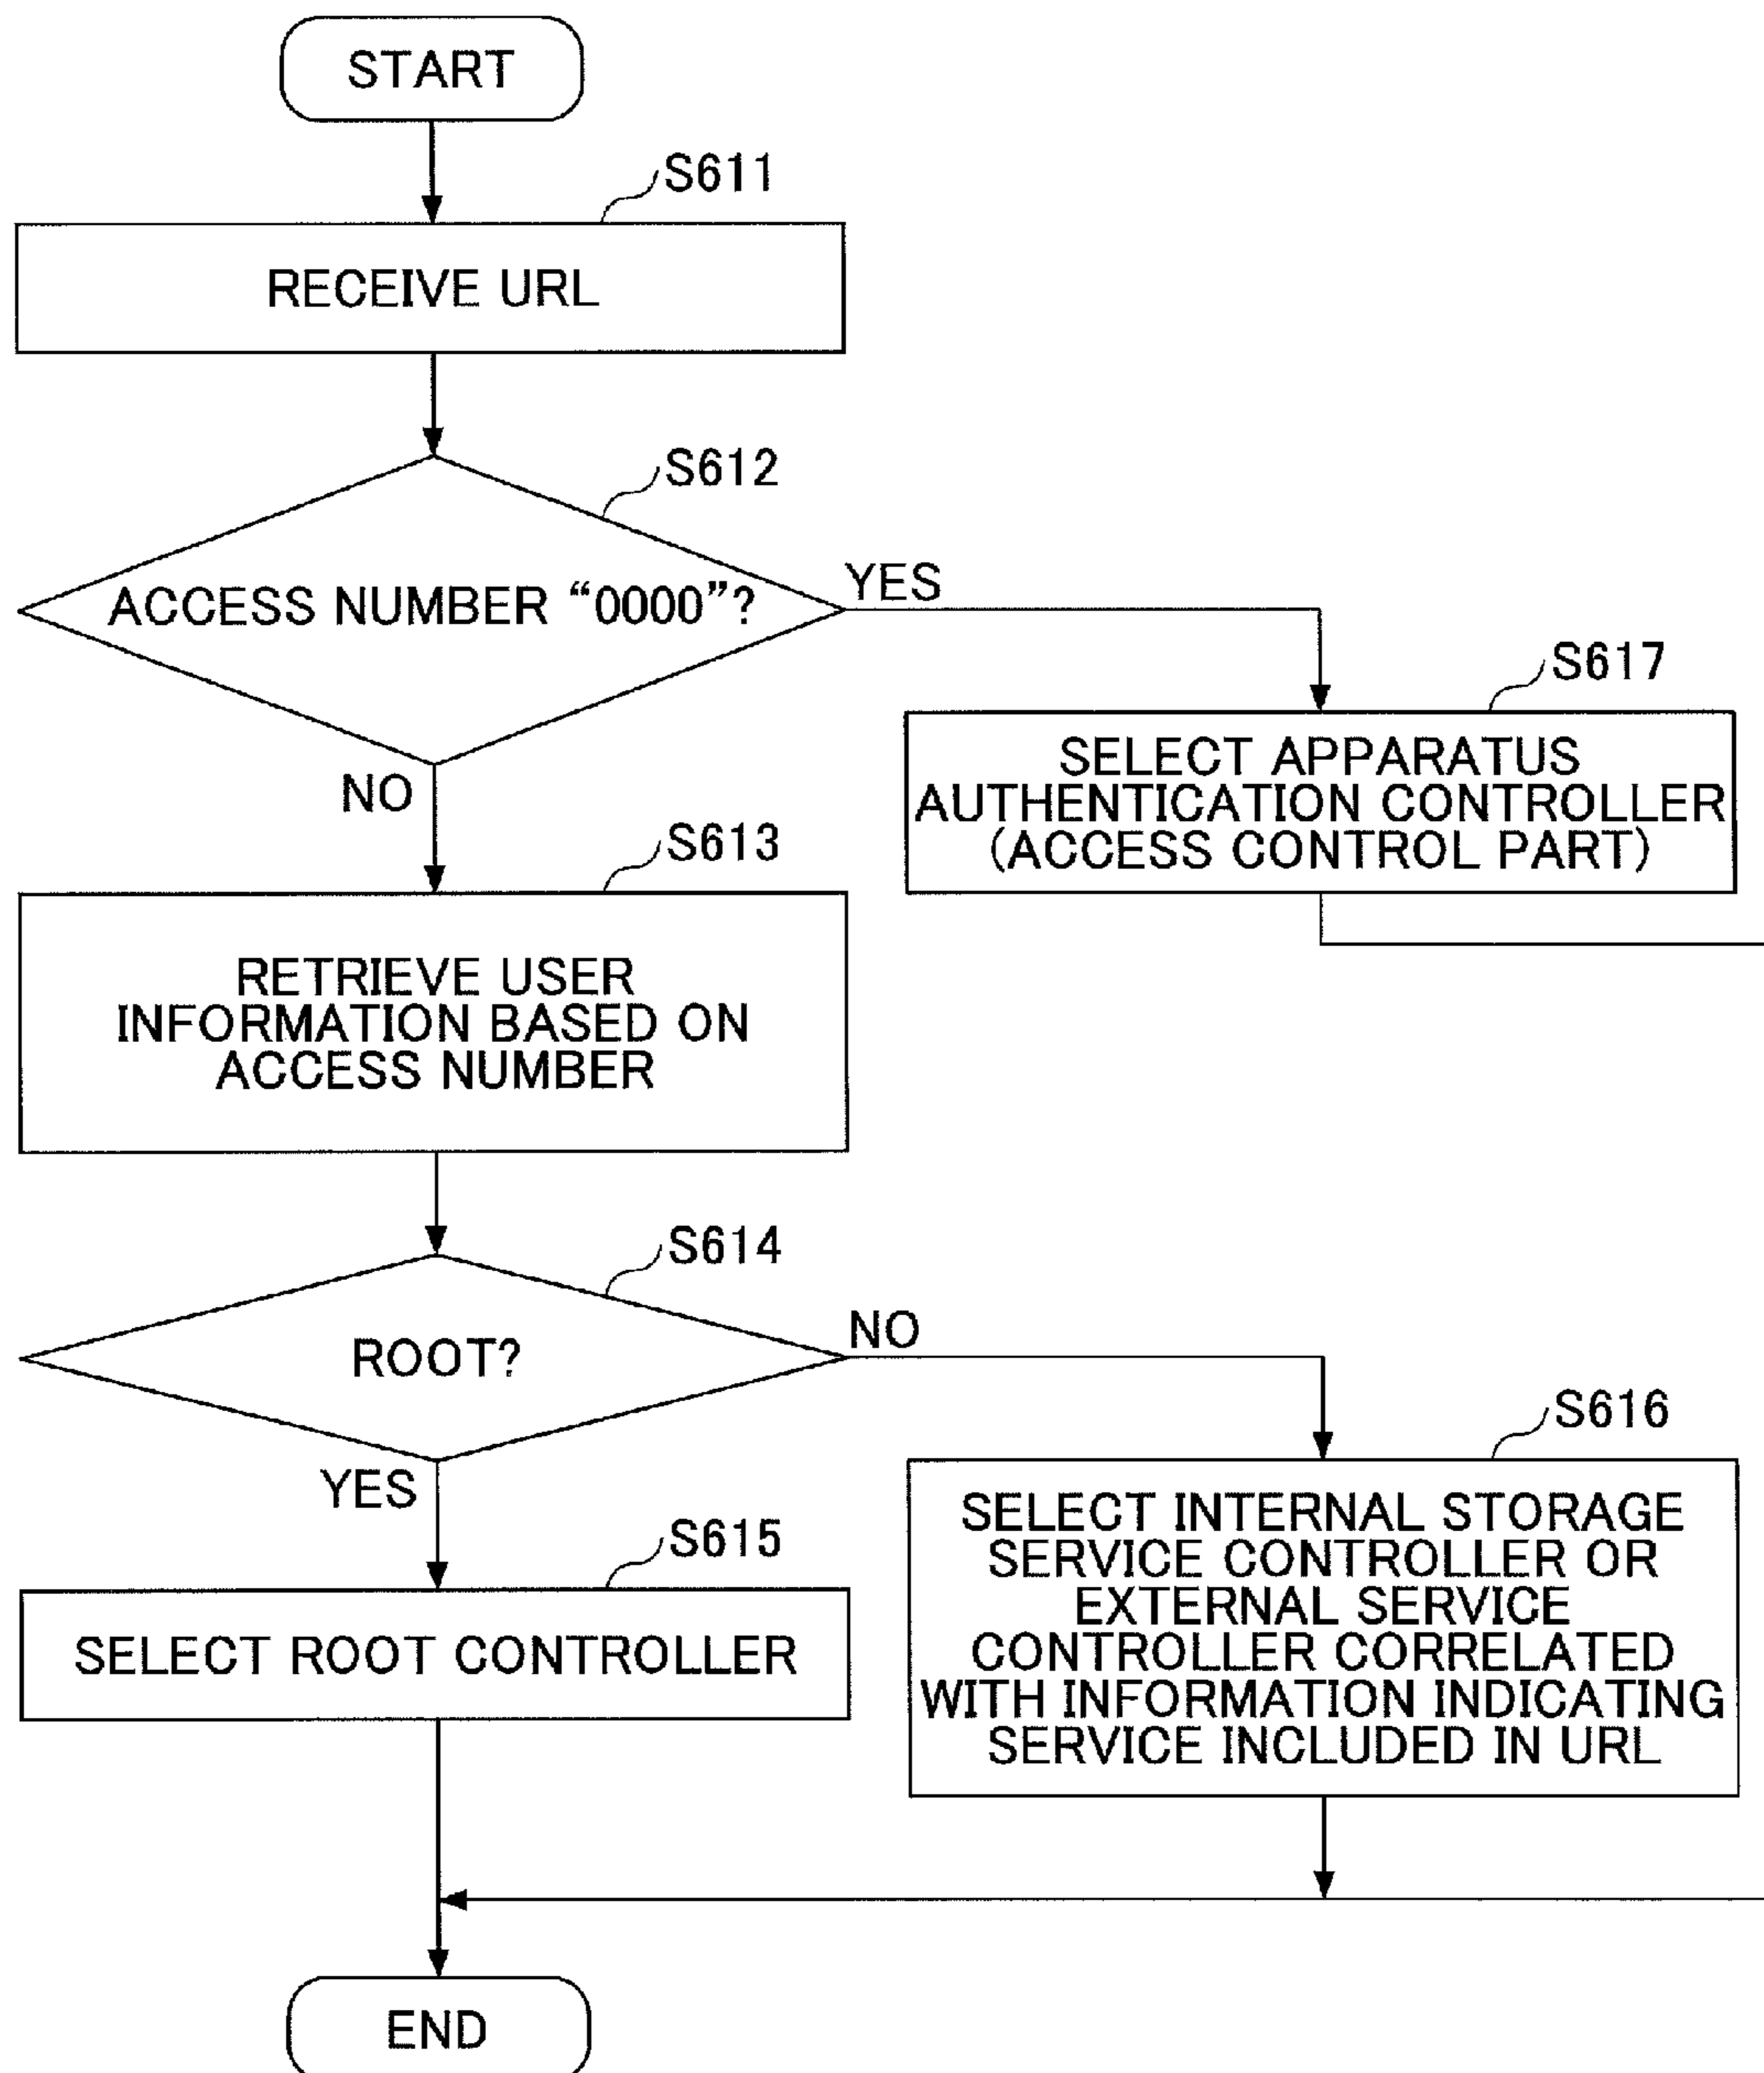 START
S611
RECEIVE URL
S612
ACCESS NUMBER “0000”?
YES
NO
S617
SELECT APPARATUS
AUTHENTICATION CONTROLLER
(ACCESS CONTROL PART)
S613
RETRIEVE USER
INFORMATION BASED ON
ACCESS NUMBER
S614
ROOT?
NO
YES
S616
SELECT INTERNAL STORAGE
SERVICE CONTROLLER OR
EXTERNAL SERVICE
CONTROLLER CORRELATED
WITH INFORMATION INDICATING
SERVICE INCLUDED IN URL
S615
SELECT ROOT CONTROLLER
END